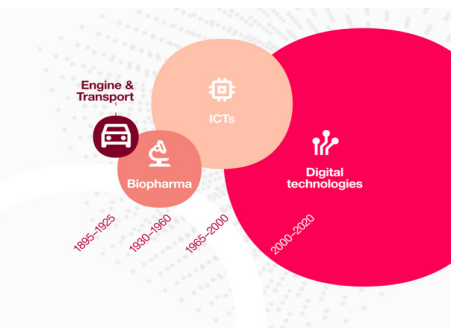 Engine &
Transport
ICTs
Biopharma
Digital
technologies
1895–1925
1930–1960
1965–2000
2000–2020